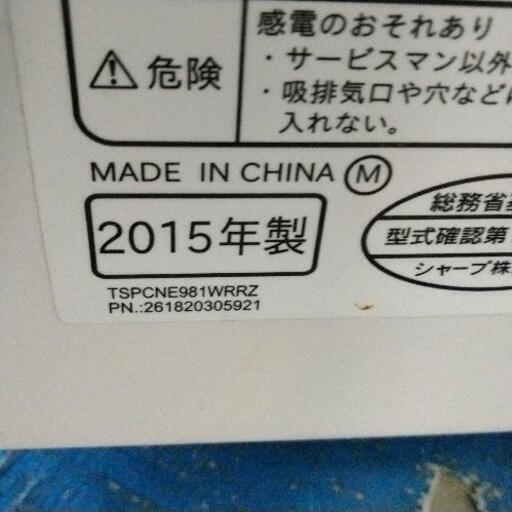 感電のおそれあり
⚠危険
・サービスマン以外
・吸排気口や穴などに
入れない。
MADE IN CHINA Ⓜ
2015年製
総務省
型式確認第
シャープ株
TSPCNE981WRRZ
PN.:261820305921